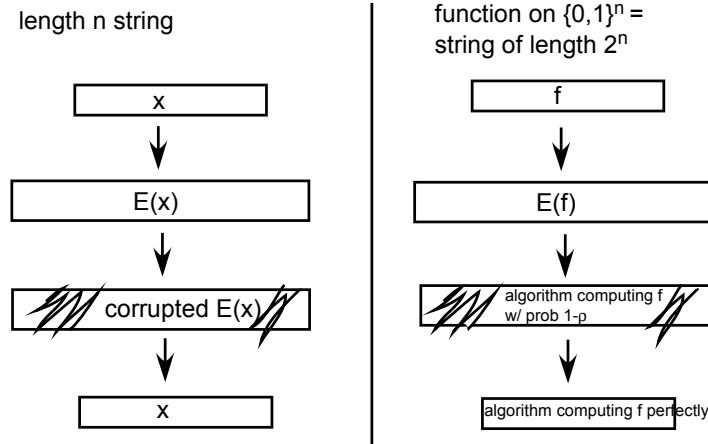 length n string
x
E(x)
corrupted E(x)
x
function on {0,1}ⁿ =
string of length 2ⁿ
f
E(f)
algorithm computing f
w/ prob 1-ρ
algorithm computing f perfectly